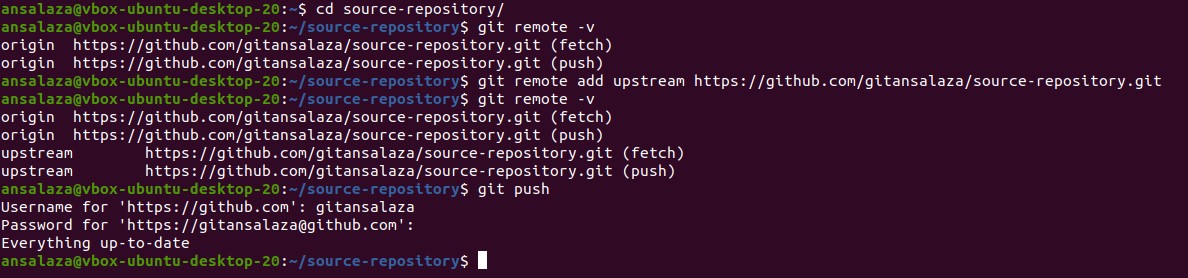 ansalaza@vbox-ubuntu-desktop-20:~$ cd source-repository/
ansalaza@vbox-ubuntu-desktop-20:~/source-repository$ git remote -v
origin  https://github.com/gitansalaza/source-repository.git (fetch)
origin  https://github.com/gitansalaza/source-repository.git (push)
ansalaza@vbox-ubuntu-desktop-20:~/source-repository$ git remote add upstream https://github.com/gitansalaza/source-repository.git
ansalaza@vbox-ubuntu-desktop-20:~/source-repository$ git remote -v
origin  https://github.com/gitansalaza/source-repository.git (fetch)
origin  https://github.com/gitansalaza/source-repository.git (push)
upstream        https://github.com/gitansalaza/source-repository.git (fetch)
upstream        https://github.com/gitansalaza/source-repository.git (push)
ansalaza@vbox-ubuntu-desktop-20:~/source-repository$ git push
Username for 'https://github.com': gitansalaza
Password for 'https://gitansalaza@github.com':
Everything up-to-date
ansalaza@vbox-ubuntu-desktop-20:~/source-repository$